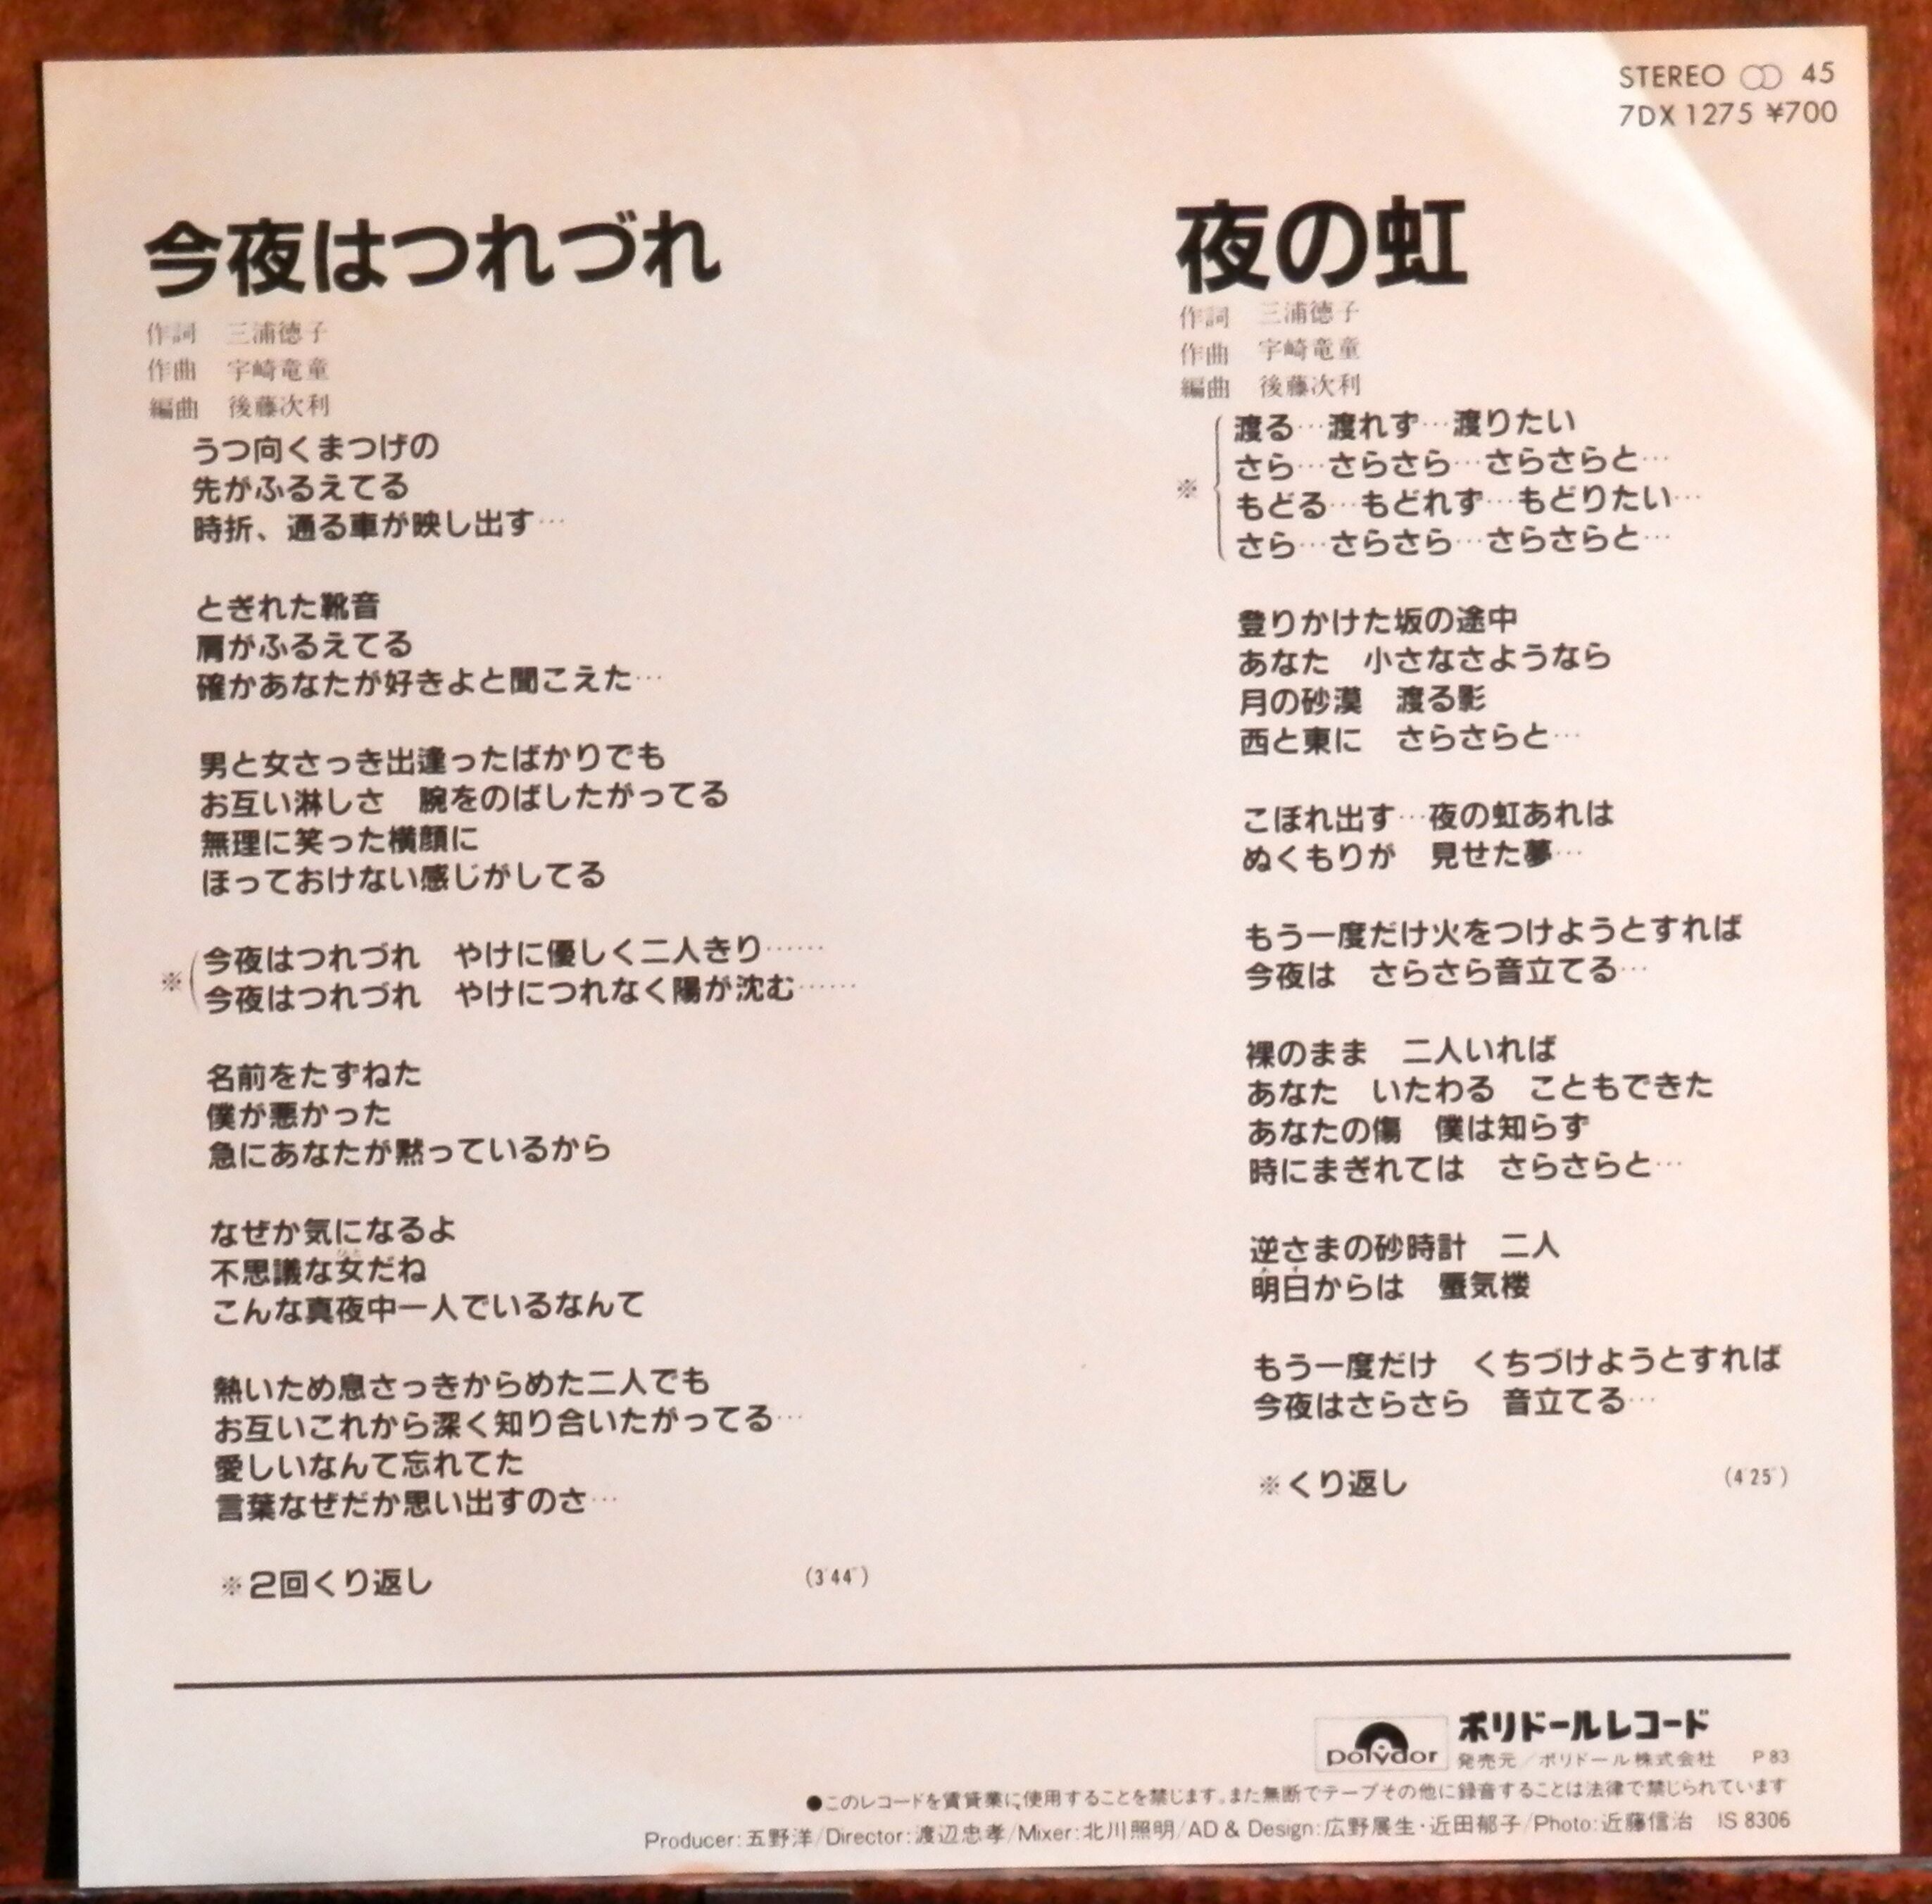 STEREO 45
7DX 1275 ¥700
今夜はつれづれ
作詞　三浦徳子
作曲　宇崎竜童
編曲　後藤次利
うつ向くまつげの
先がふるえてる
時折、通る車が映し出す…
とぎれた靴音
肩がふるえてる
確かあなたが好きよと聞こえた…
男と女さっき出逢ったばかりでも
お互い淋しさ　腕をのばしたがってる
無理に笑った横顔に
ほっておけない感じがしてる
※
今夜はつれづれ　やけに優しく二人きり……
今夜はつれづれ　やけにつれなく陽が沈む……
名前をたずねた
僕が悪かった
急にあなたが黙っているから
なぜか気になるよ
ひと
不思議な女だね
こんな真夜中一人でいるなんて
熱いため息さっきからめた二人でも
お互いこれから深く知り合いたがってる…
愛しいなんて忘れてた
言葉なぜだか思い出すのさ…
※2回くり返し
(3′44″)
夜の虹
作詞　三浦徳子
作曲　宇崎竜童
編曲　後藤次利
※
渡る…渡れず…渡りたい
さら…さらさら…さらさらと…
もどる…もどれず…もどりたい…
さら…さらさら…さらさらと…
登りかけた坂の途中
あなた　小さなさようなら
月の砂漠　渡る影
西と東に　さらさらと…
こぼれ出す…夜の虹あれは
ぬくもりが　見せた夢…
もう一度だけ火をつけようとすれば
今夜は　さらさら音立てる…
裸のまま　二人いれば
あなた　いたわる　こともできた
あなたの傷　僕は知らず
時にまぎれては　さらさらと…
逆さまの砂時計　二人
明日からは　蜃気楼
もう一度だけ　くちづけようとすれば
今夜はさらさら　音立てる…
※くり返し
(4′25″)
polydor
ポリドールレコード
発売元／ポリドール株式会社　P83
●このレコードを賃貸業に使用することを禁じます。また無断でテープその他に録音することは法律で禁じられています
Producer:五野洋/Director:渡辺忠孝/Mixer:北川照明/AD & Design:広野展生・近田郁子/Photo:近藤信治　IS 8306